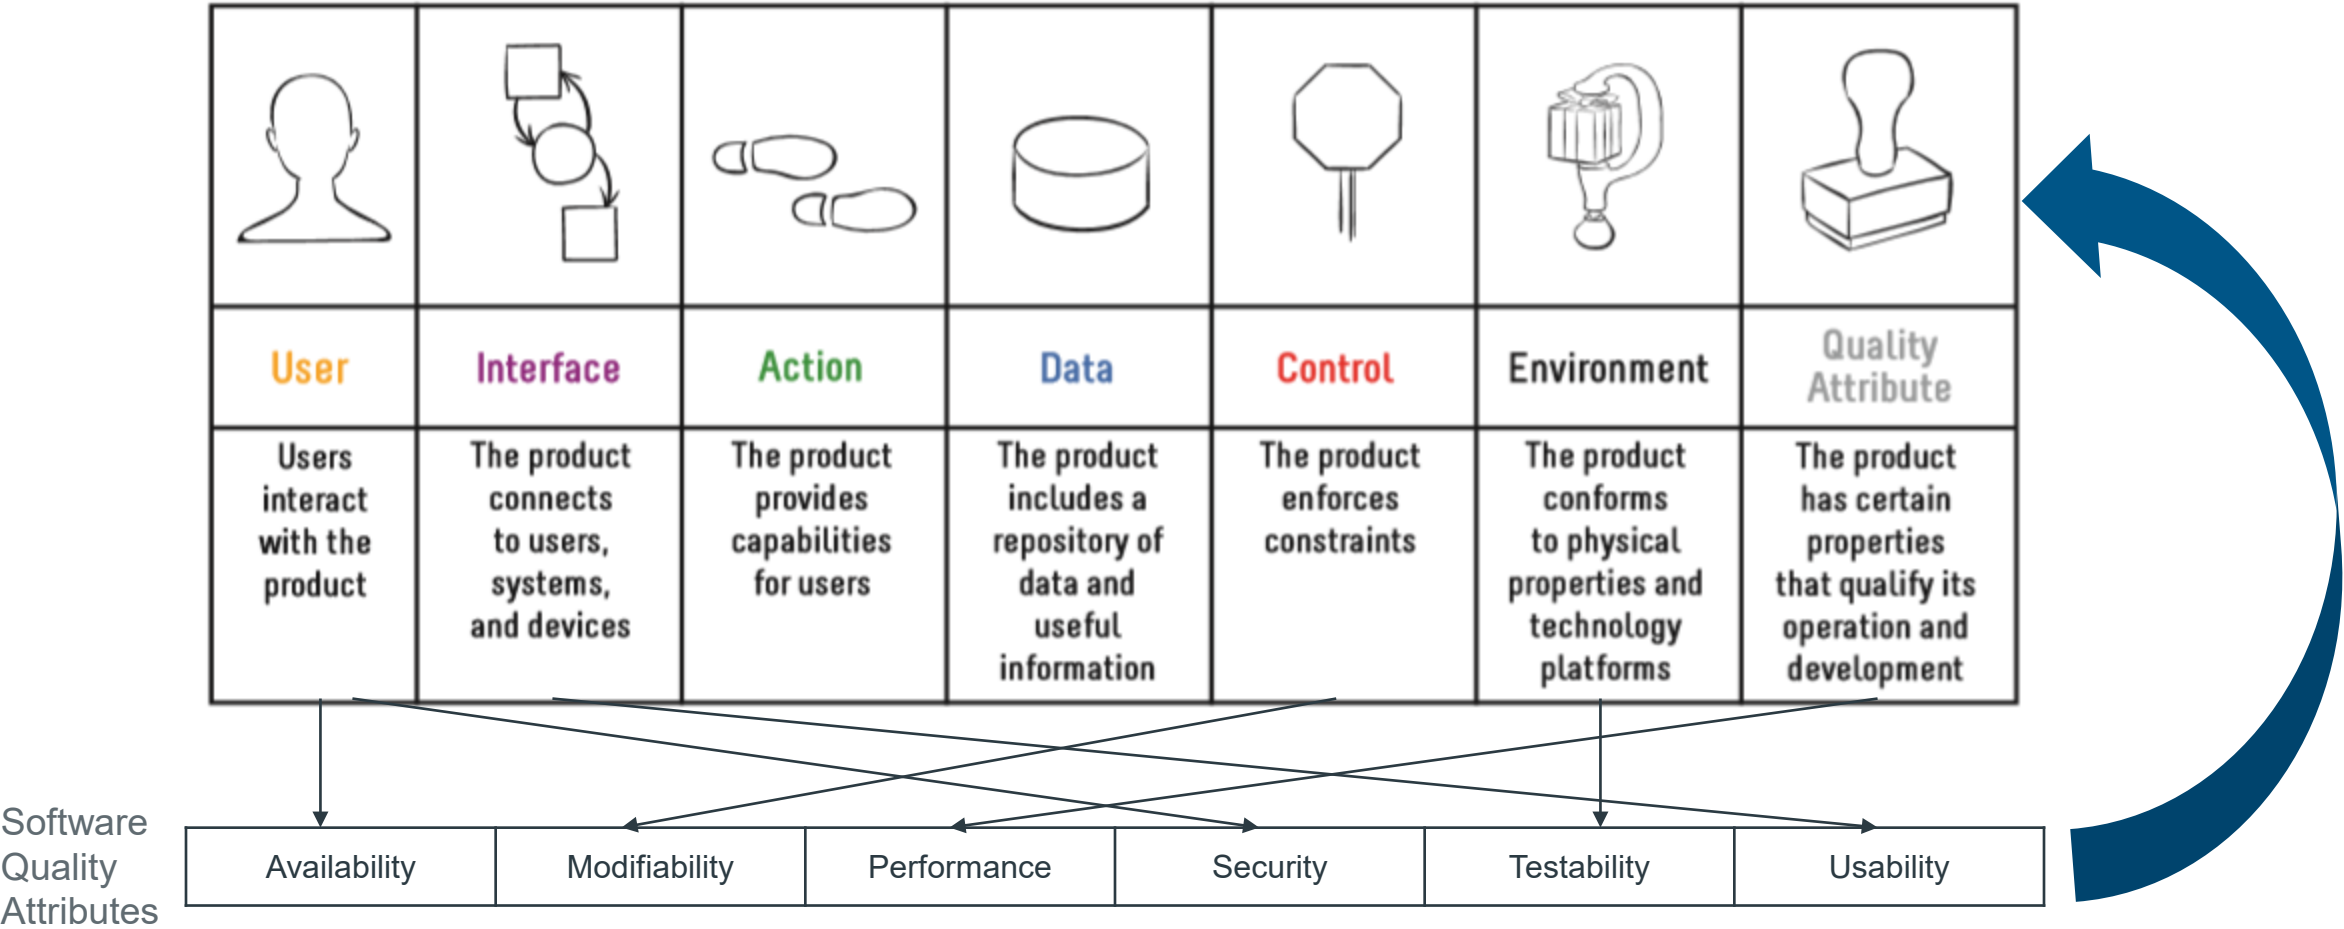 User
Interface
Action
Data
Control
Environment
Quality
Attribute
Users
interact
with the
product
The product
connects
to users,
systems,
and devices
The product
provides
capabilities
for users
The product
includes a
repository of
data and
useful
information
The product
enforces
constraints
The product
conforms
to physical
properties and
technology
platforms
The product
has certain
properties
that qualify its
operation and
development
Software
Quality
Attributes
Availability
Modifiability
Performance
Security
Testability
Usability